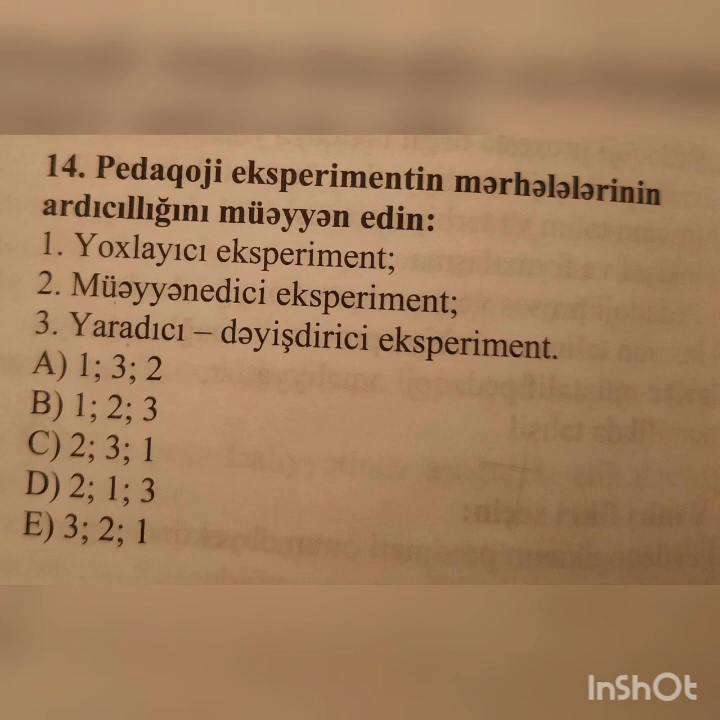 14. Pedaqoji eksperimentin mərhələlərinin
ardıcıllığını müəyyən edin:
1. Yoxlayıcı eksperiment;
2. Müəyyənedici eksperiment;
3. Yaradıcı – dəyişdirici eksperiment.
A) 1; 3; 2
B) 1; 2; 3
C) 2; 3; 1
D) 2; 1; 3
E) 3; 2; 1
InShOt